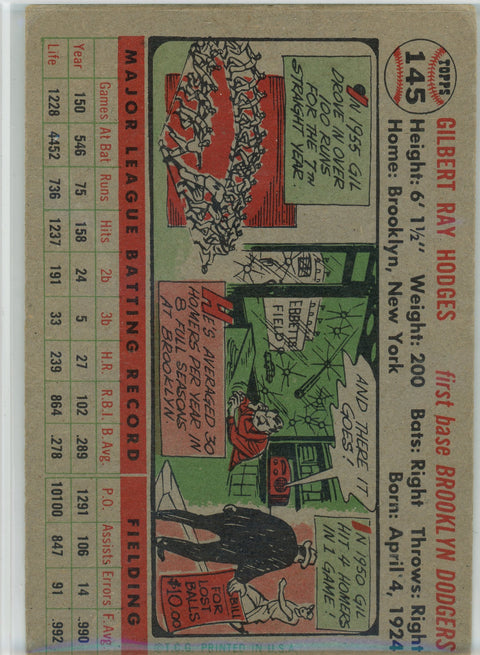 TOPPS
145
GILBERT RAY HODGES first base BROOKLYN DODGERS
Height: 6' 1½" Weight: 200 Bats: Right Throws: Right
Home: Brooklyn, New York Born: April 4, 1924
IN 1955 GIL
DROVE IN OVER
100 RUNS
FOR THE 7TH
STRAIGHT YEAR.
EBBETTS
FIELD
HE'S AVERAGED 30
HOMERS PER YEAR IN
8 FULL SEASONS
AT BROOKLYN
AND THERE IT
GOES!
IN 1950 GIL
HIT 4 HOMERS
IN 1 GAME!
BILL
FOR
LOST
BALLS
$10.00
MAJOR LEAGUE BATTING RECORD FIELDING
Games At Bat Runs Hits 2b 3b H.R. R.B.I. B Avg. P.O. Assists Errors F. Avg
Year 150 546 75 158 24 5 27 102 .289 1291 106 14 .990
Life 1228 4452 736 1237 191 33 239 864 .278 10100 847 91 .992
© T.C.G. PRINTED IN U.S.A.